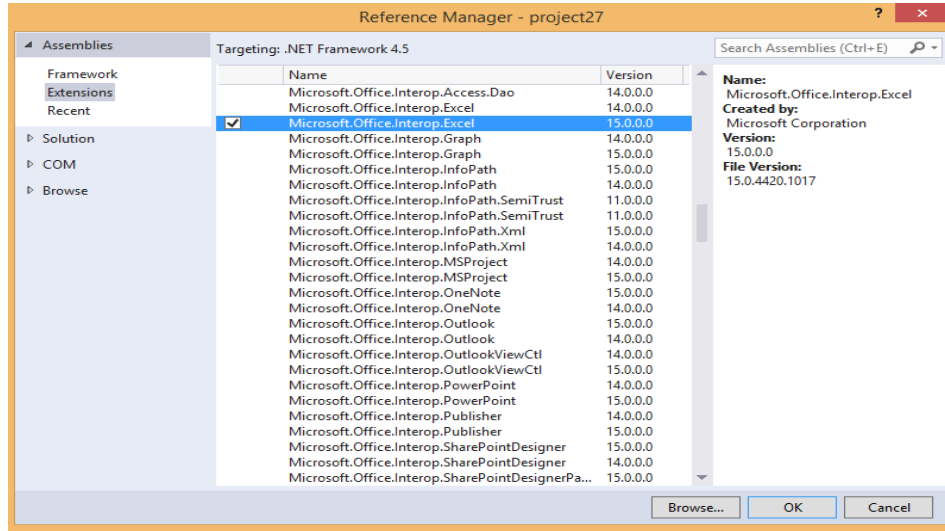 Reference Manager - project27
? ×
Assemblies
Framework
Extensions
Recent
Solution
COM
Browse
Targeting: .NET Framework 4.5
Name Version
Microsoft.Office.Interop.Access.Dao 14.0.0.0
Microsoft.Office.Interop.Excel 14.0.0.0
Microsoft.Office.Interop.Excel 15.0.0.0
Microsoft.Office.Interop.Graph 14.0.0.0
Microsoft.Office.Interop.Graph 15.0.0.0
Microsoft.Office.Interop.InfoPath 15.0.0.0
Microsoft.Office.Interop.InfoPath 14.0.0.0
Microsoft.Office.Interop.InfoPath.SemiTrust 11.0.0.0
Microsoft.Office.Interop.InfoPath.SemiTrust 11.0.0.0
Microsoft.Office.Interop.InfoPath.Xml 15.0.0.0
Microsoft.Office.Interop.InfoPath.Xml 14.0.0.0
Microsoft.Office.Interop.MSProject 14.0.0.0
Microsoft.Office.Interop.MSProject 15.0.0.0
Microsoft.Office.Interop.OneNote 15.0.0.0
Microsoft.Office.Interop.OneNote 14.0.0.0
Microsoft.Office.Interop.Outlook 15.0.0.0
Microsoft.Office.Interop.Outlook 14.0.0.0
Microsoft.Office.Interop.OutlookViewCtl 14.0.0.0
Microsoft.Office.Interop.OutlookViewCtl 15.0.0.0
Microsoft.Office.Interop.PowerPoint 14.0.0.0
Microsoft.Office.Interop.PowerPoint 15.0.0.0
Microsoft.Office.Interop.Publisher 14.0.0.0
Microsoft.Office.Interop.Publisher 15.0.0.0
Microsoft.Office.Interop.SharePointDesigner 15.0.0.0
Microsoft.Office.Interop.SharePointDesigner 14.0.0.0
Microsoft.Office.Interop.SharePointDesignerPa... 15.0.0.0
Search Assemblies (Ctrl+E)
Name:
Microsoft.Office.Interop.Excel
Created by:
Microsoft Corporation
Version:
15.0.0.0
File Version:
15.0.4420.1017
Browse... OK Cancel